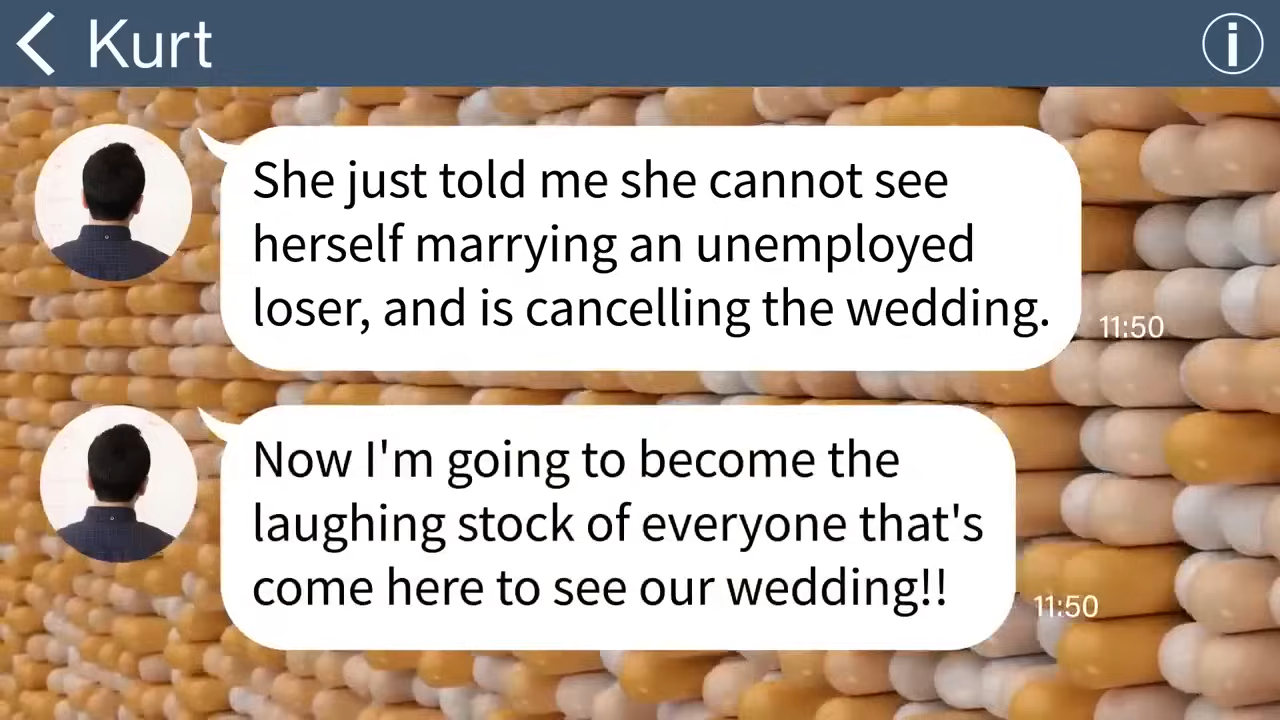 Kurt
She just told me she cannot see
herself marrying an unemployed
loser, and is cancelling the wedding.
11:50
Now I'm going to become the
laughing stock of everyone that's
come here to see our wedding!!
11:50